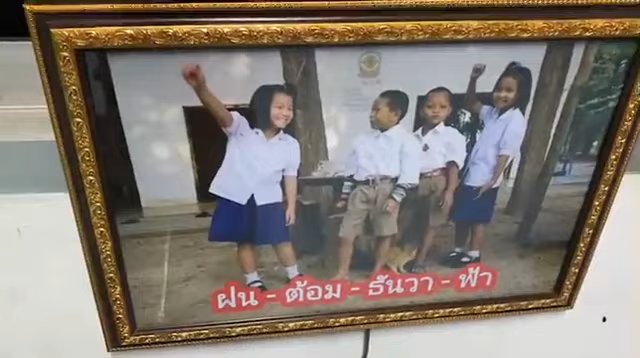 ฝน - ต้อม - ธันวา - ฟ้า